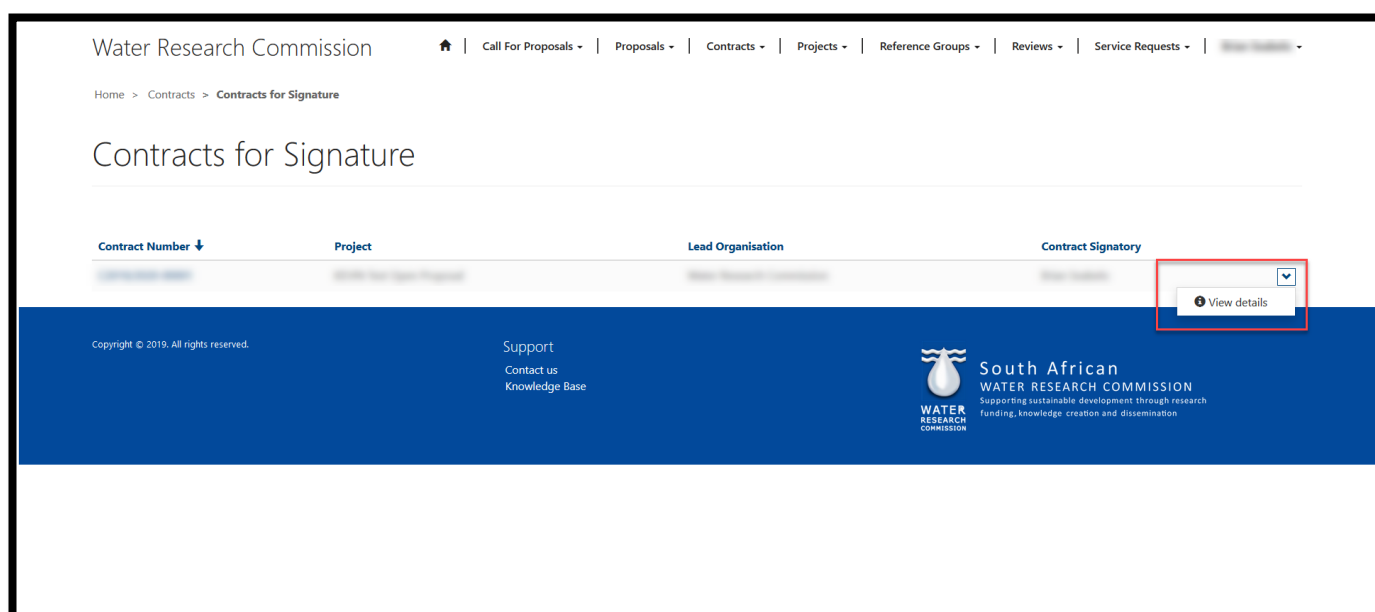 Water Research Commission
Call For Proposals
Proposals
Contracts
Projects
Reference Groups
Reviews
Service Requests
Home > Contracts > Contracts for Signature
Contracts for Signature
Contract Number Project Lead Organisation Contract Signatory
View details
Copyright © 2019. All rights reserved.
Support
Contact us
Knowledge Base
WATER
RESEARCH
COMMISSION
South African
WATER RESEARCH COMMISSION
Supporting sustainable development through research
funding, knowledge creation and dissemination